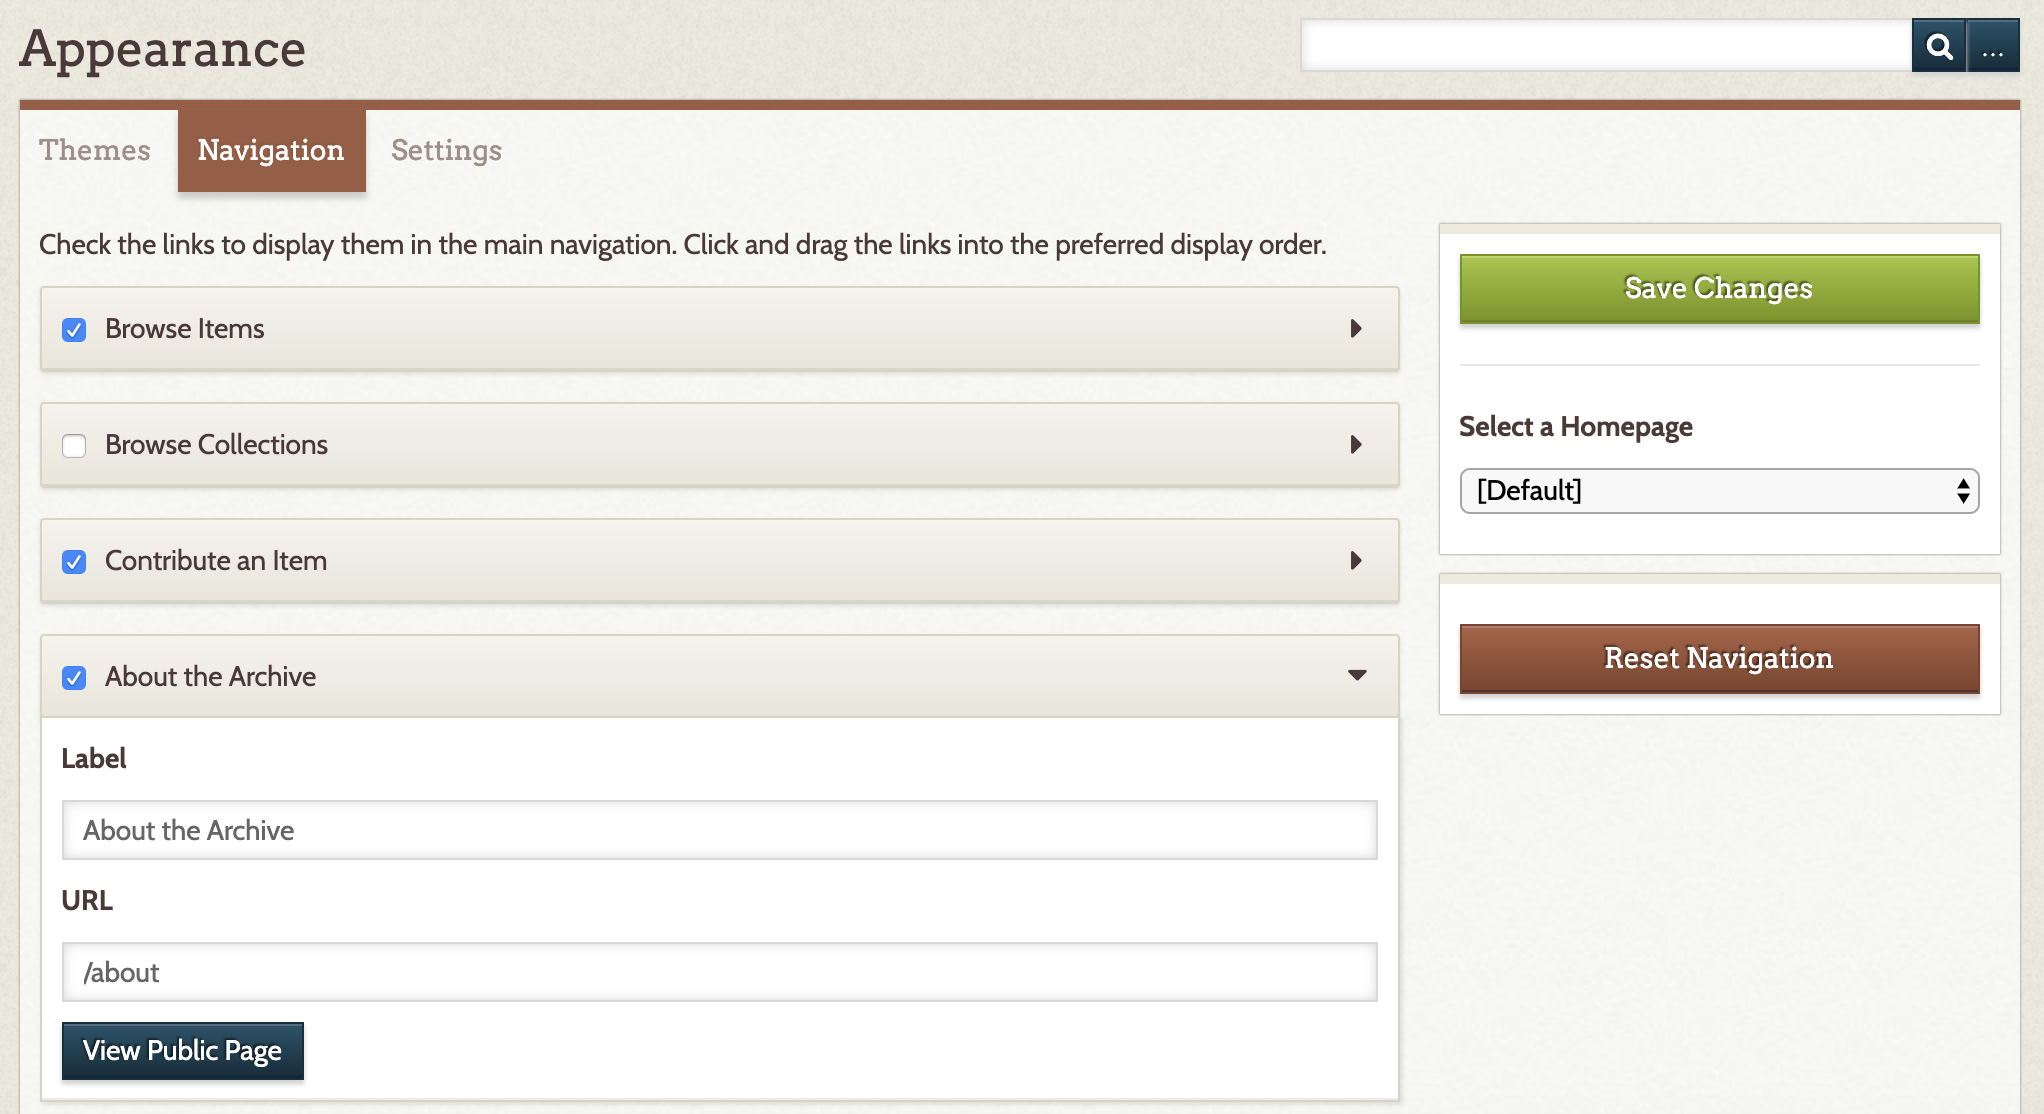 Appearance
...
Themes
Navigation
Settings
Check the links to display them in the main navigation. Click and drag the links into the preferred display order.
Browse Items
Browse Collections
Contribute an Item
About the Archive
Label
About the Archive
URL
/about
View Public Page
Save Changes
Select a Homepage
[Default]
Reset Navigation